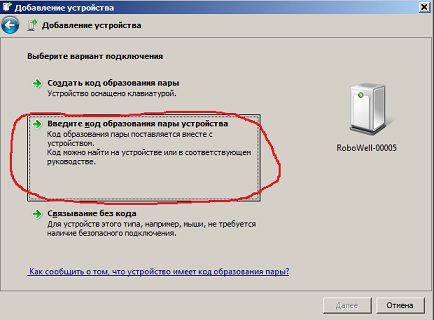 Добавление устройства
Добавление устройства
Выберите вариант подключения
Создать код образования пары
Устройство оснащено клавиатурой.
Введите код образования пары устройства
Код образования пары поставляется вместе с
устройством.
Код можно найти на устройстве или в соответствующем
руководстве.
RoboWell-00005
Связывание без кода
Для устройств этого типа, например, мыши, не требуется
наличие безопасного подключения.
Как сообщить о том, что устройство имеет код образования пары?
Далее
Отмена